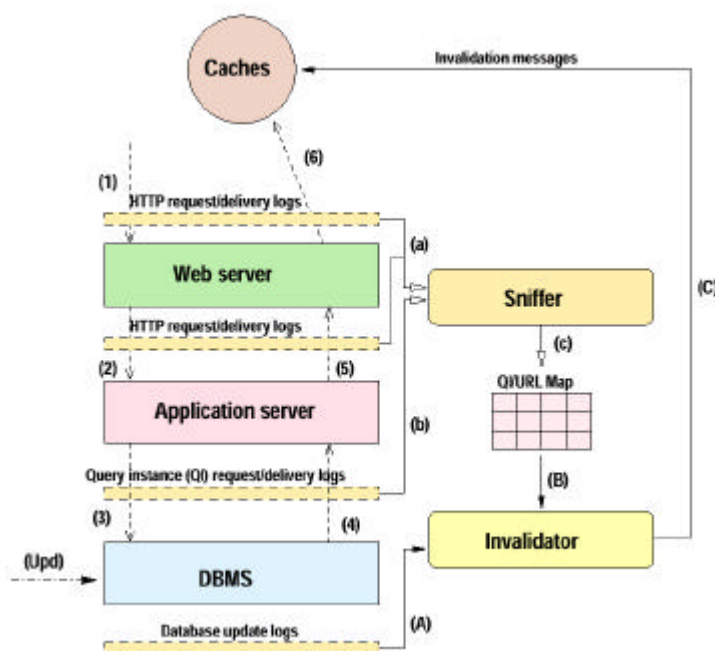 Caches
Invalidation messages
(6)
(1)
HTTP request/delivery logs
(a)
Web server
Sniffer
(C)
HTTP request/delivery logs
(c)
(2)
(5)
QI/URL Map
Application server
(b)
Query instance (QI) request/delivery logs
(B)
(3)
(4)
Invalidator
(Upd)
DBMS
(A)
Database update logs